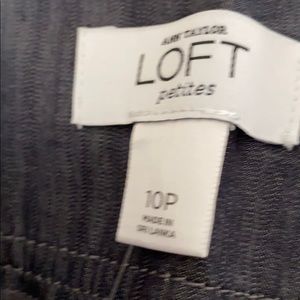 ANN TAYLOR
LOFT
petites
10P
MADE IN
SRI LANKA